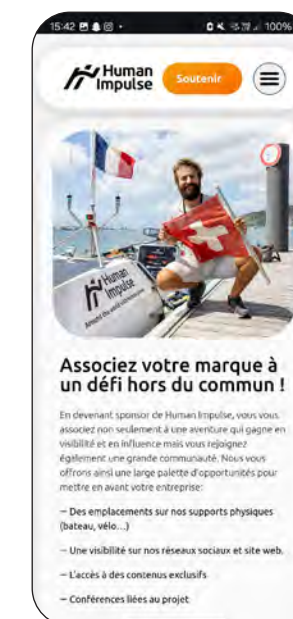 15:42
100%
Human
Impulse
Soutenir
Human
Impulse
Around the world
Associez votre marque à
un défi hors du commun !
En devenant sponsor de Human Impulse, vous vous
associez non seulement à une aventure qui gagne en
visibilité et en influence mais vous rejoignez
également une grande communauté. Nous vous
offrons ainsi une large palette d'opportunités pour
mettre en avant votre entreprise:
– Des emplacements sur nos supports physiques
(bateau, vélo…)
– Une visibilité sur nos réseaux sociaux et site web.
– L'accès à des contenus exclusifs
– Conférences liées au projet